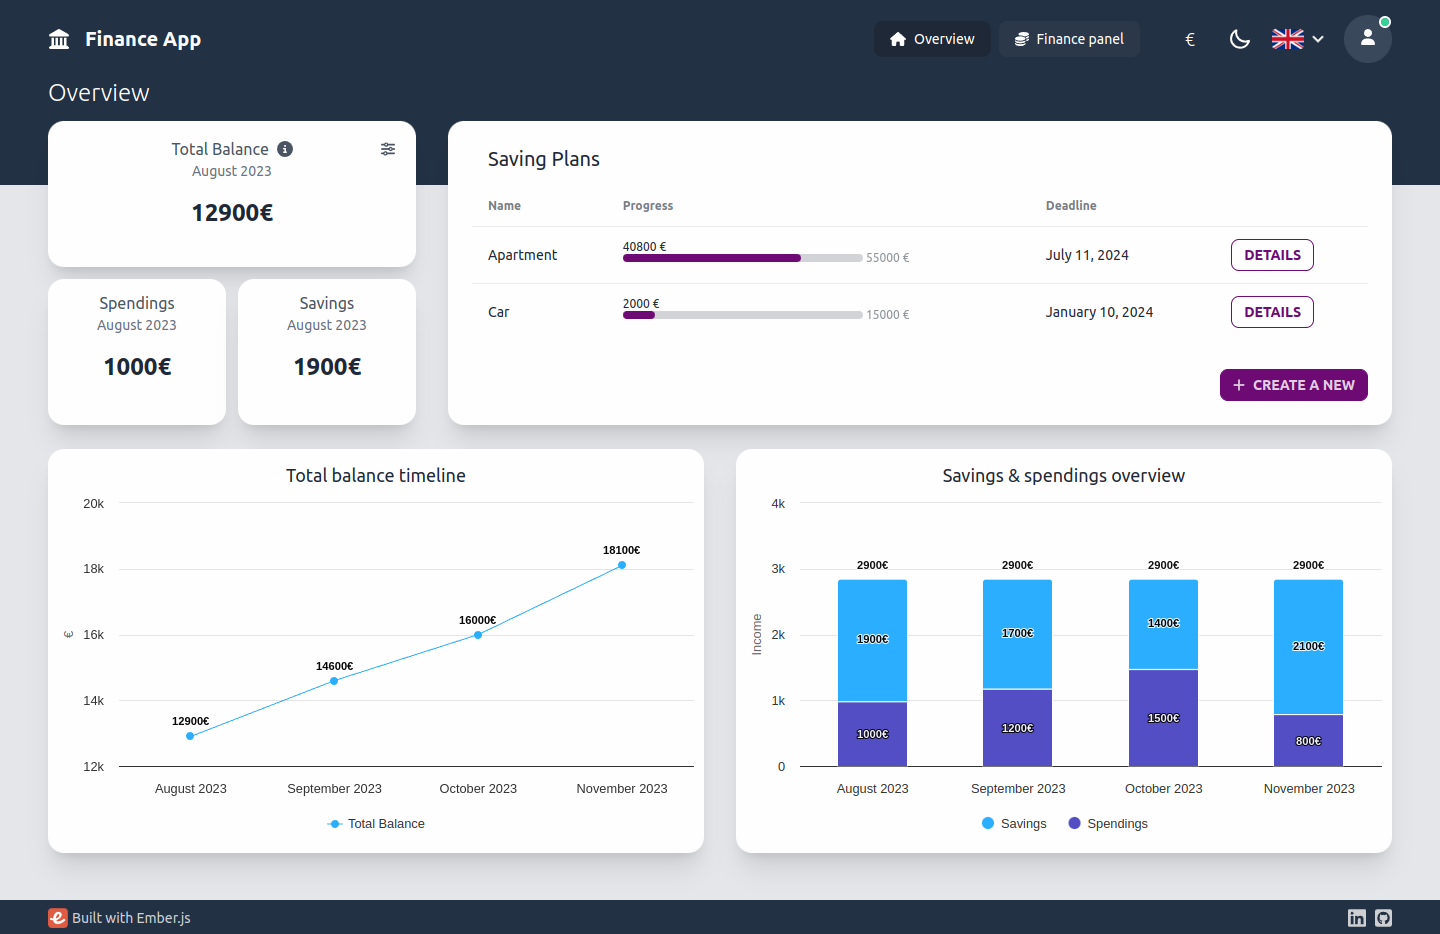 Finance App
Overview
Finance panel
€
Overview
Total Balance
August 2023
12900€
Spendings
August 2023
1000€
Savings
August 2023
1900€
Saving Plans
Name Progress Deadline
40800 €
Apartment 55000 € July 11, 2024 DETAILS
2000 €
Car 15000 € January 10, 2024 DETAILS
+ CREATE A NEW
Total balance timeline
20k
18k
16k
14k
12k
€
12900€
14600€
16000€
18100€
August 2023 September 2023 October 2023 November 2023
Total Balance
Savings & spendings overview
4k
3k
2k
1k
0
Income
2900€ 2900€ 2900€ 2900€
1900€ 1700€ 1400€ 2100€
1000€ 1200€ 1500€ 800€
August 2023 September 2023 October 2023 November 2023
Savings Spendings
Built with Ember.js